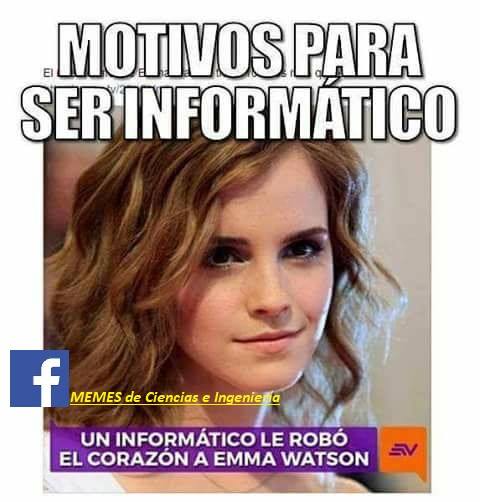 MOTIVOS PARA
SER INFORMÁTICO
f
MEMES de Ciencias e Ingeniería
UN INFORMÁTICO LE ROBÓ
EL CORAZÓN A EMMA WATSON